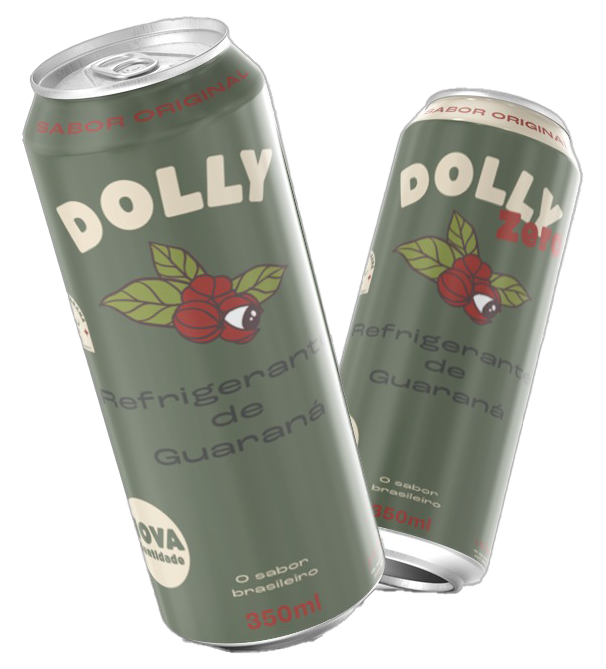 SABOR ORIGINAL
DOLLY
Refrigerante
de
Guaraná
NOVA
O sabor
brasileiro
350ml
SABOR ORIGINAL
DOLLY
Zero
Refrigerante
de
Guaraná
O sabor
brasileiro
350ml